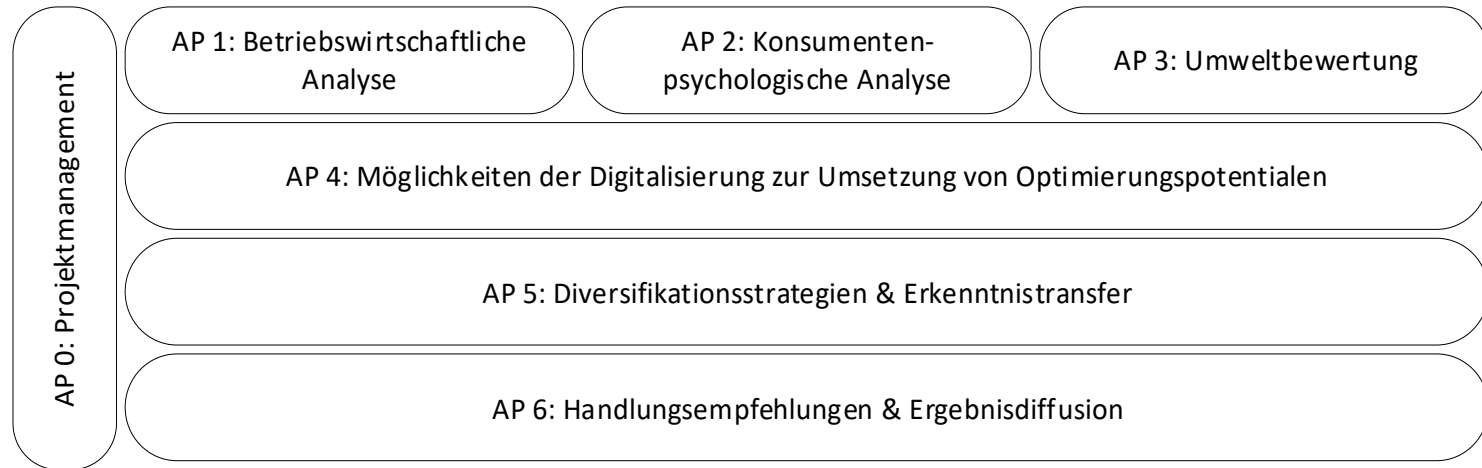 AP 0: Projektmanagement
AP 1: Betriebswirtschaftliche
Analyse
AP 2: Konsumenten-
psychologische Analyse
AP 3: Umweltbewertung
AP 4: Möglichkeiten der Digitalisierung zur Umsetzung von Optimierungspotentialen
AP 5: Diversifikationsstrategien & Erkenntnistransfer
AP 6: Handlungsempfehlungen & Ergebnisdiffusion